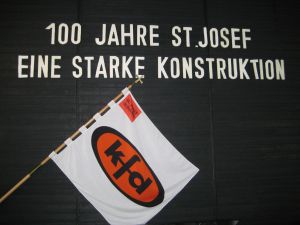 100 JAHRE ST.JOSEF
EINE STARKE KONSTRUKTION
kfd